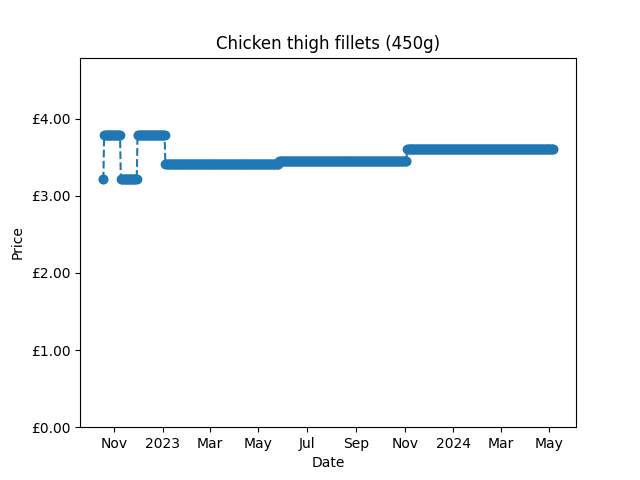 Chicken thigh fillets (450g)
Price
£4.00
£3.00
£2.00
£1.00
£0.00
Nov 2023 Mar May Jul Sep Nov 2024 Mar May
Date